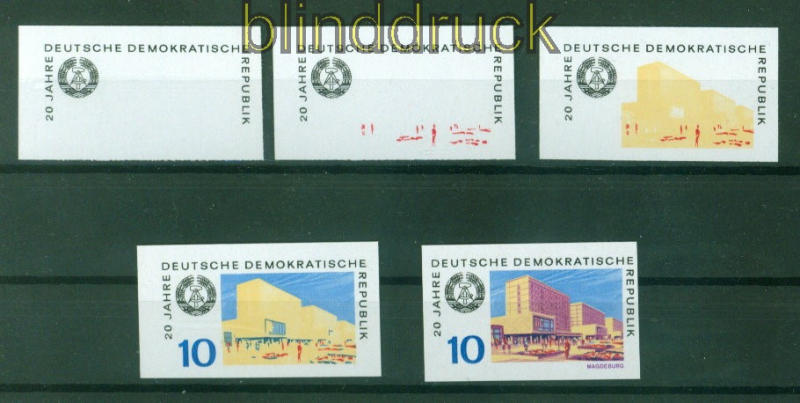 blinddruck
DEUTSCHE DEMOKRATISCHE
20 JAHRE
REPUBLIK
DEUTSCHE DEMOKRATISCHE
20 JAHRE
REPUBLIK
DEUTSCHE DEMOKRATISCHE
20 JAHRE
REPUBLIK
DEUTSCHE DEMOKRATISCHE
20 JAHRE
REPUBLIK
10
DEUTSCHE DEMOKRATISCHE
20 JAHRE
REPUBLIK
10
MAGDEBURG